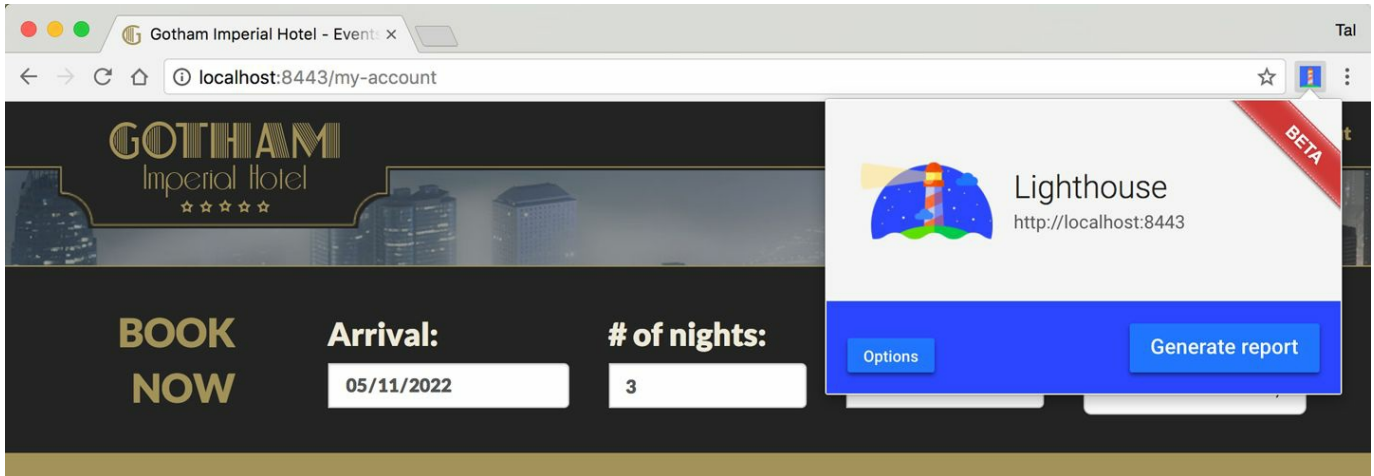 Gotham Imperial Hotel - Events
Tal
localhost:8443/my-account
GOTHAM
Imperial Hotel
BETA
Lighthouse
http://localhost:8443
BOOK
NOW
Arrival:
05/11/2022
# of nights:
3
Options
Generate report